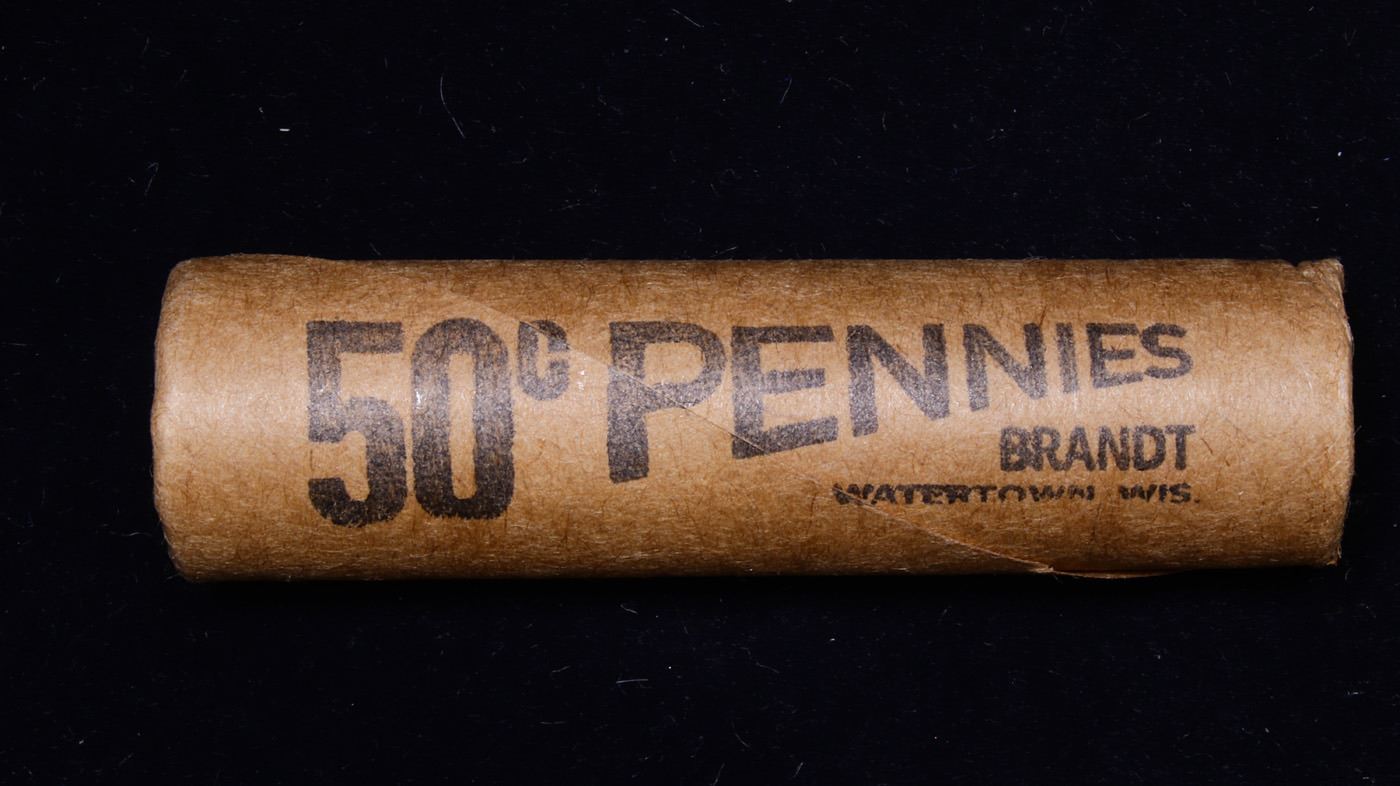 50¢ PENNIES
BRANDT
WATERTOWN, WIS.